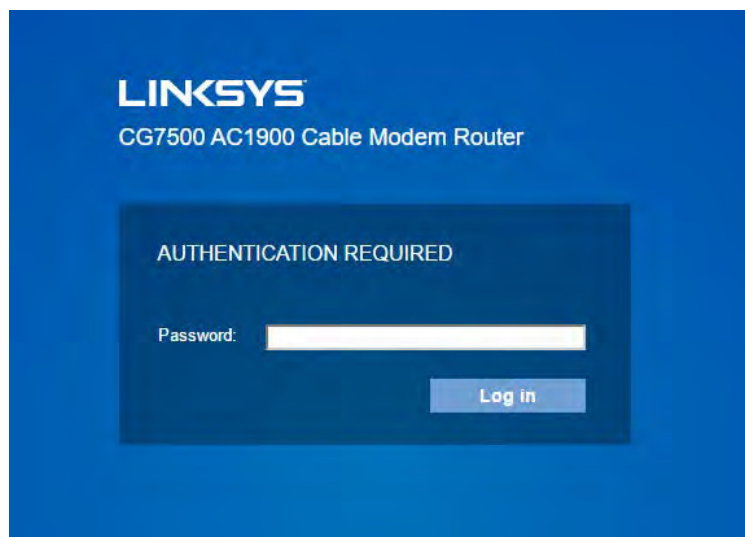 LINKSYS
CG7500 AC1900 Cable Modem Router
AUTHENTICATION REQUIRED
Password:
Log in